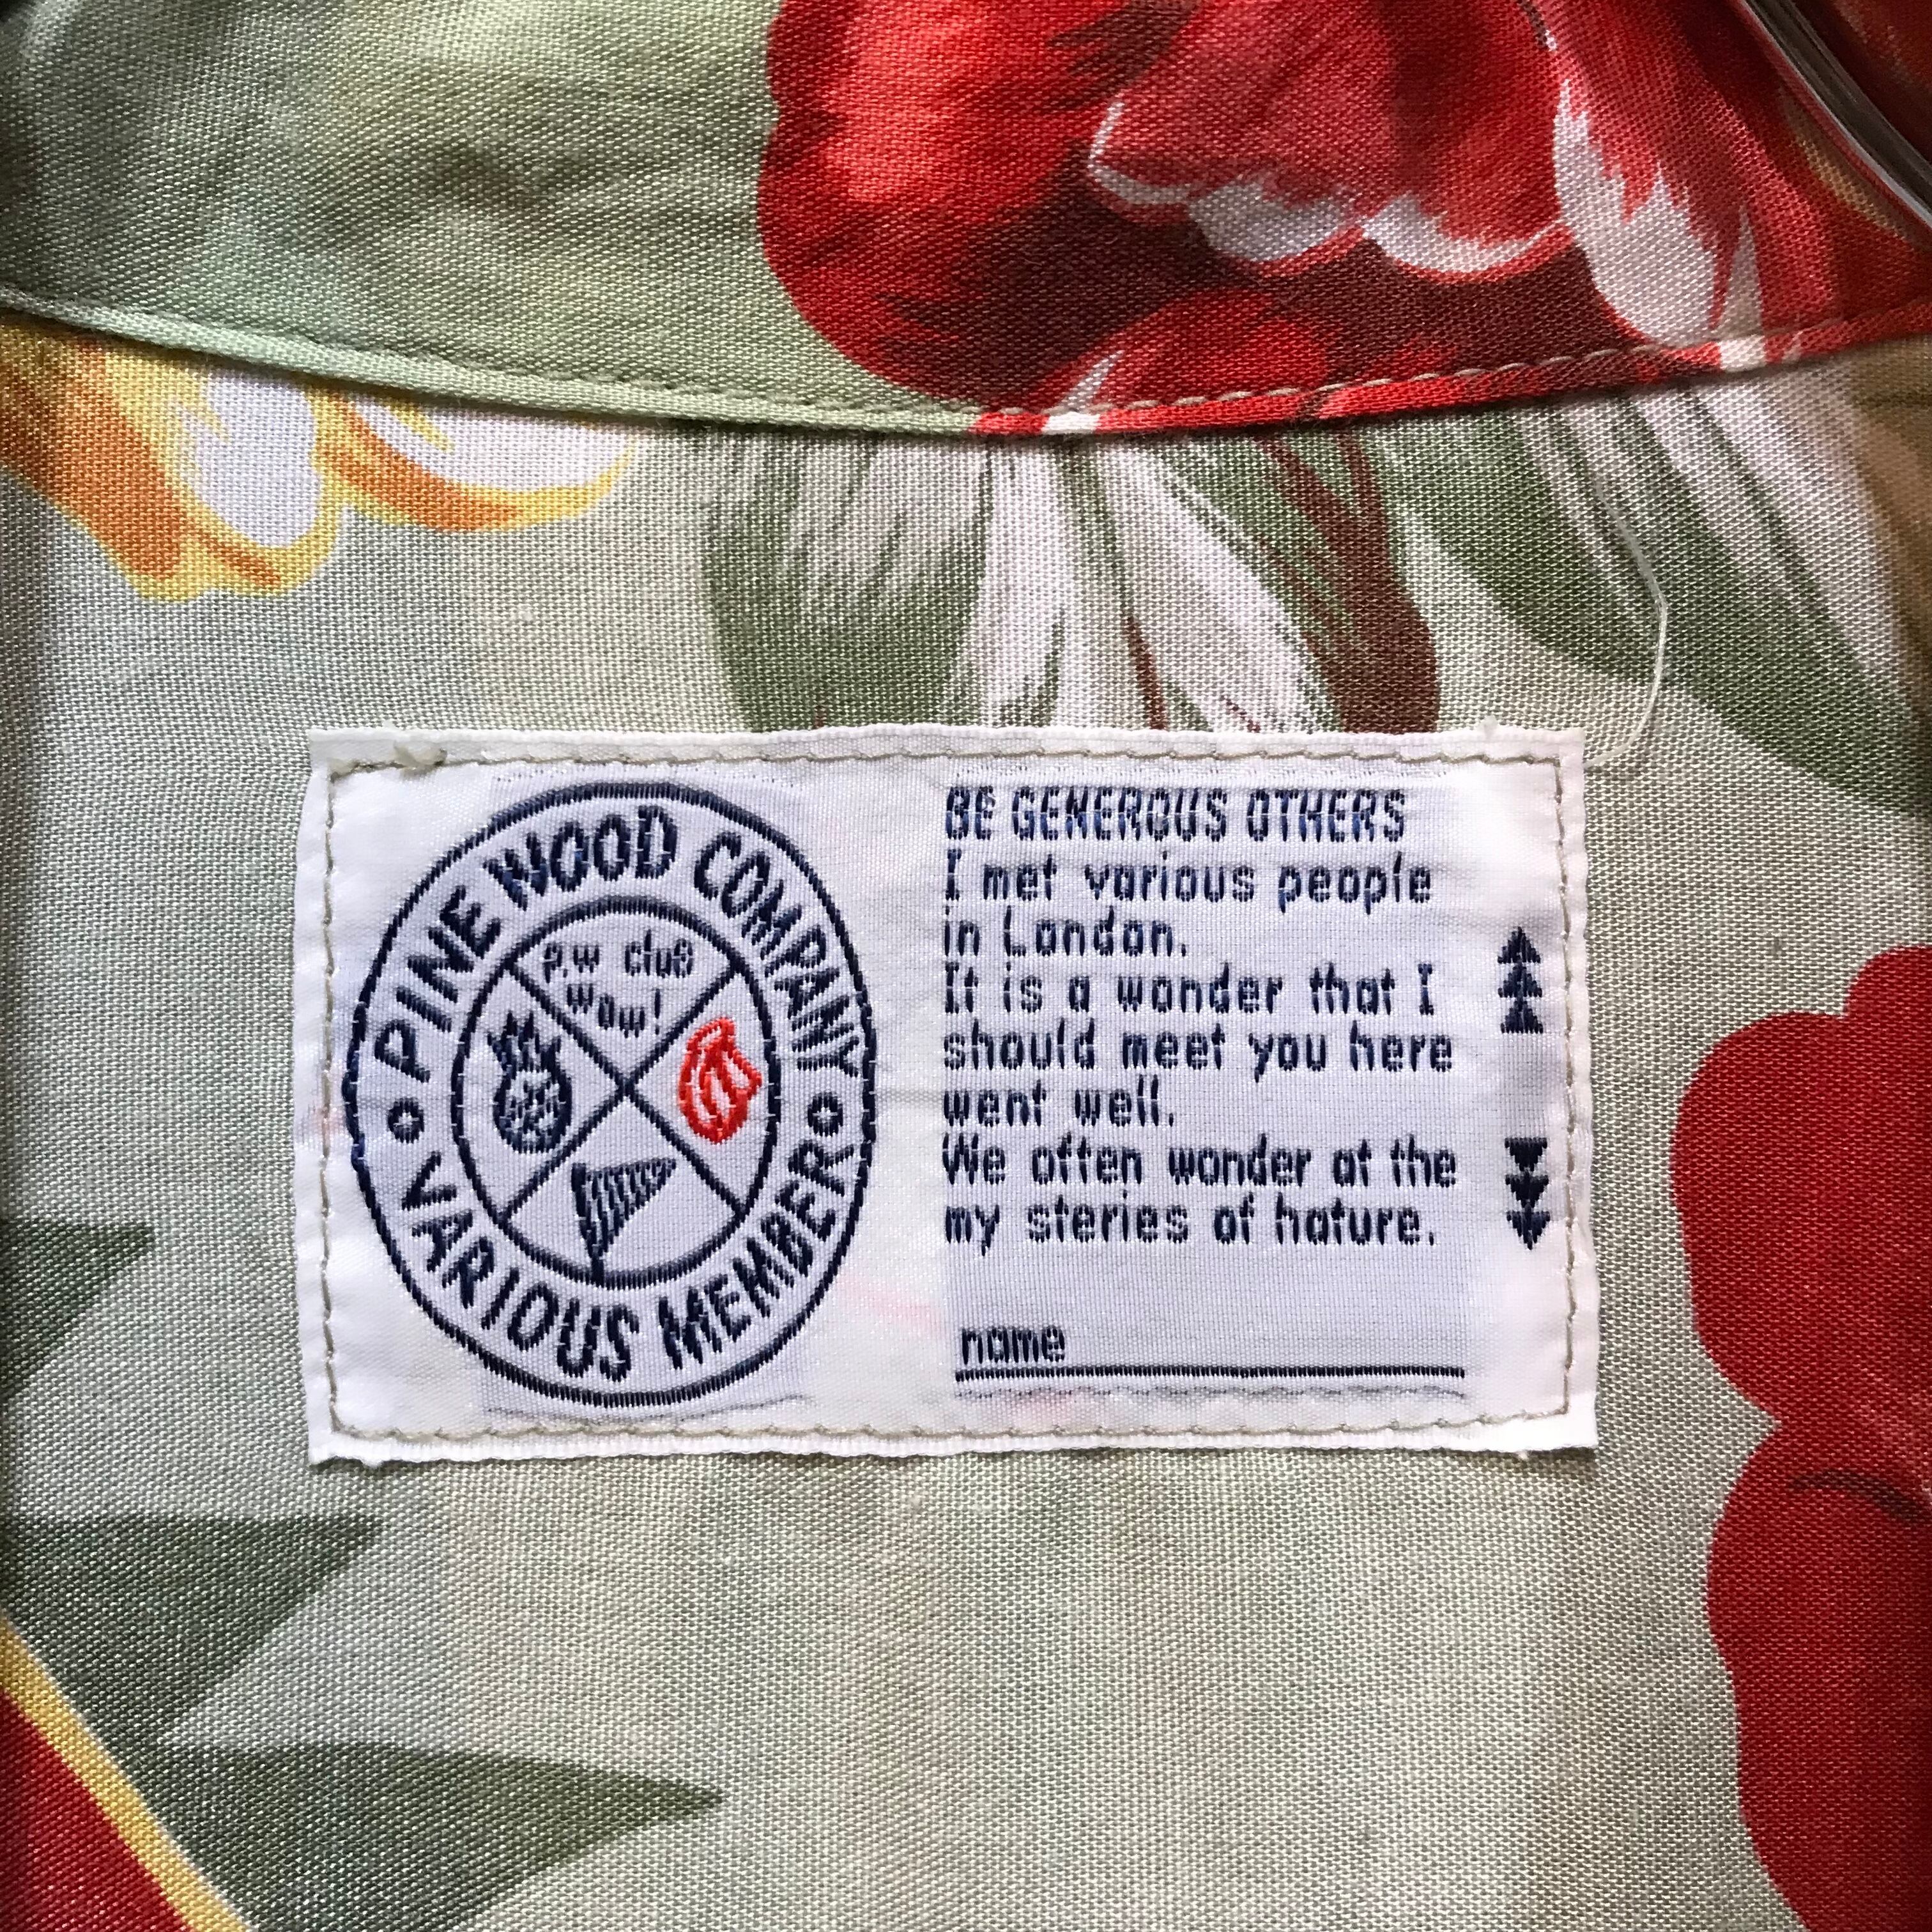 PINE WOOD COMPANY
P.W CLUB
WOW!
VARIOUS MEMBER
BE GENEROUS OTHERS
I met various people
in London.
It is a wonder that I
should meet you here
went well.
We often wonder at the
my steries of hature.
name